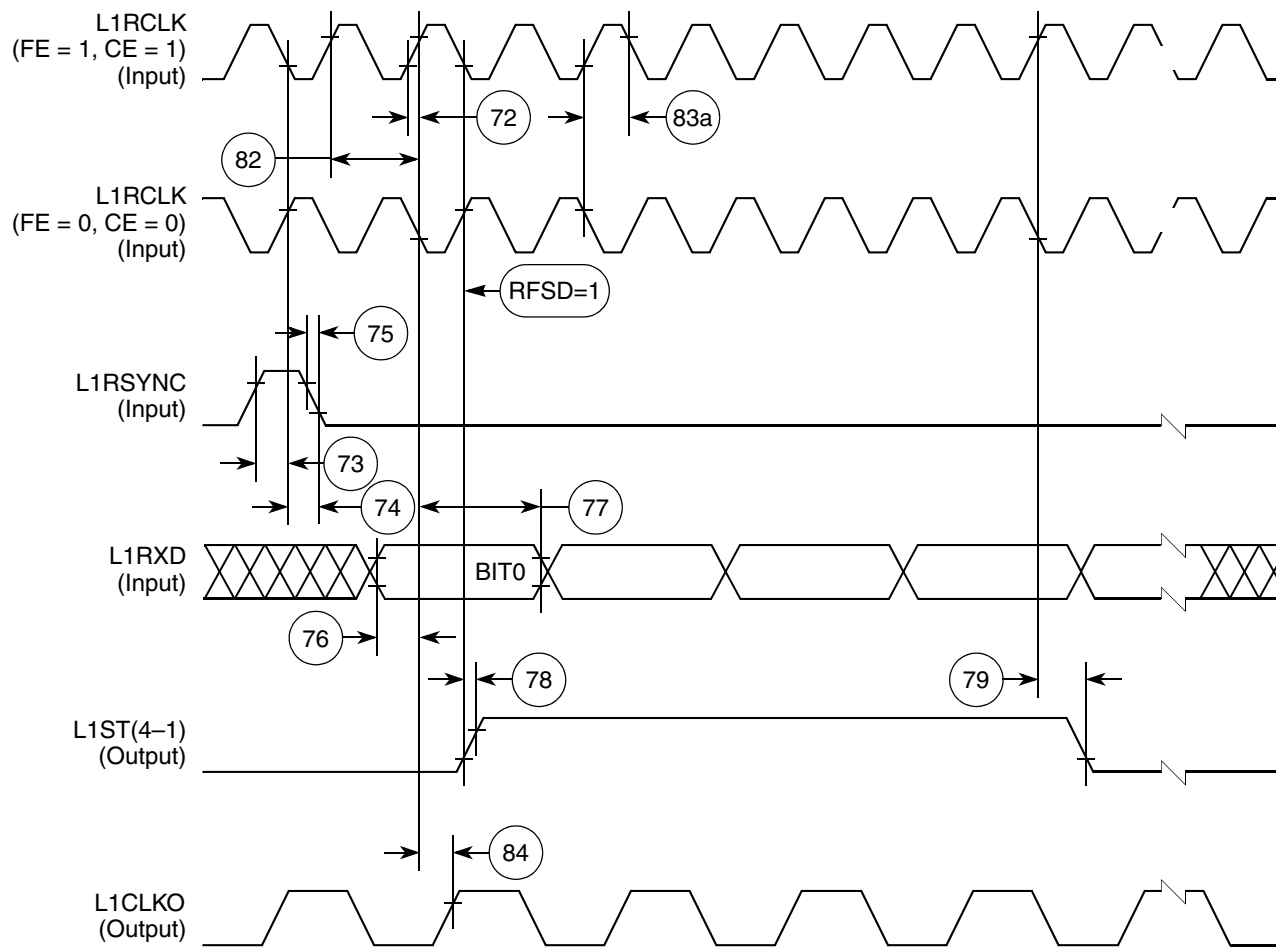 L1RCLK
(FE = 1, CE = 1)
(Input)
72
83a
82
L1RCLK
(FE = 0, CE = 0)
(Input)
RFSD=1
75
L1RSYNC
(Input)
73
74
77
L1RXD
(Input)
BIT0
76
78
79
L1ST(4–1)
(Output)
84
L1CLKO
(Output)